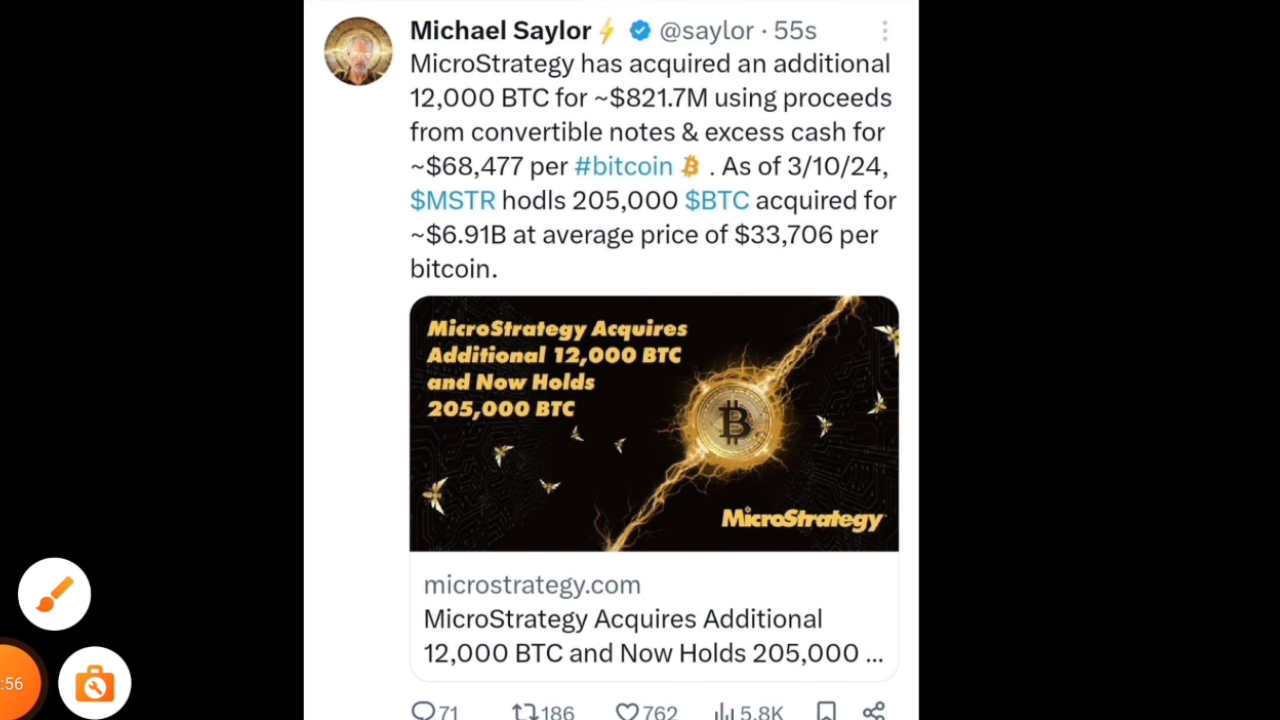 Michael Saylor⚡ @saylor · 55s
MicroStrategy has acquired an additional
12,000 BTC for ~$821.7M using proceeds
from convertible notes & excess cash for
~$68,477 per #bitcoin ₿ . As of 3/10/24,
$MSTR hodls 205,000 $BTC acquired for
~$6.91B at average price of $33,706 per
bitcoin.
MicroStrategy Acquires
Additional 12,000 BTC
and Now Holds
205,000 BTC
MicroStrategy
microstrategy.com
MicroStrategy Acquires Additional
12,000 BTC and Now Holds 205,000 ...
71 186 762 5.8K
:56